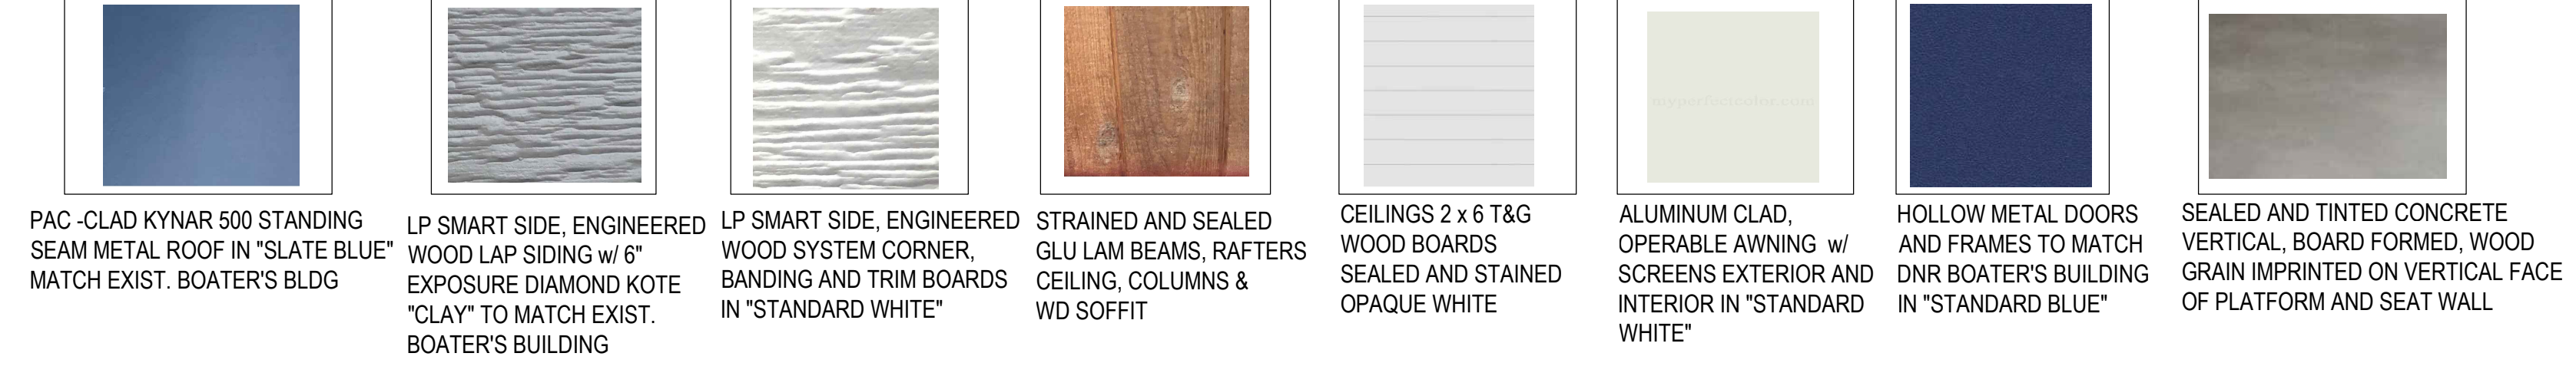 myperfectcolor.com
PAC -CLAD KYNAR 500 STANDING
SEAM METAL ROOF IN "SLATE BLUE"
MATCH EXIST. BOATER'S BLDG
LP SMART SIDE, ENGINEERED
WOOD LAP SIDING w/ 6"
EXPOSURE DIAMOND KOTE
"CLAY" TO MATCH EXIST.
BOATER'S BUILDING
LP SMART SIDE, ENGINEERED
WOOD SYSTEM CORNER,
BANDING AND TRIM BOARDS
IN "STANDARD WHITE"
STRAINED AND SEALED
GLU LAM BEAMS, RAFTERS
CEILING, COLUMNS &
WD SOFFIT
CEILINGS 2 x 6 T&G
WOOD BOARDS
SEALED AND STAINED
OPAQUE WHITE
ALUMINUM CLAD,
OPERABLE AWNING w/
SCREENS EXTERIOR AND
INTERIOR IN "STANDARD
WHITE"
HOLLOW METAL DOORS
AND FRAMES TO MATCH
DNR BOATER'S BUILDING
IN "STANDARD BLUE"
SEALED AND TINTED CONCRETE
VERTICAL, BOARD FORMED, WOOD
GRAIN IMPRINTED ON VERTICAL FACE
OF PLATFORM AND SEAT WALL